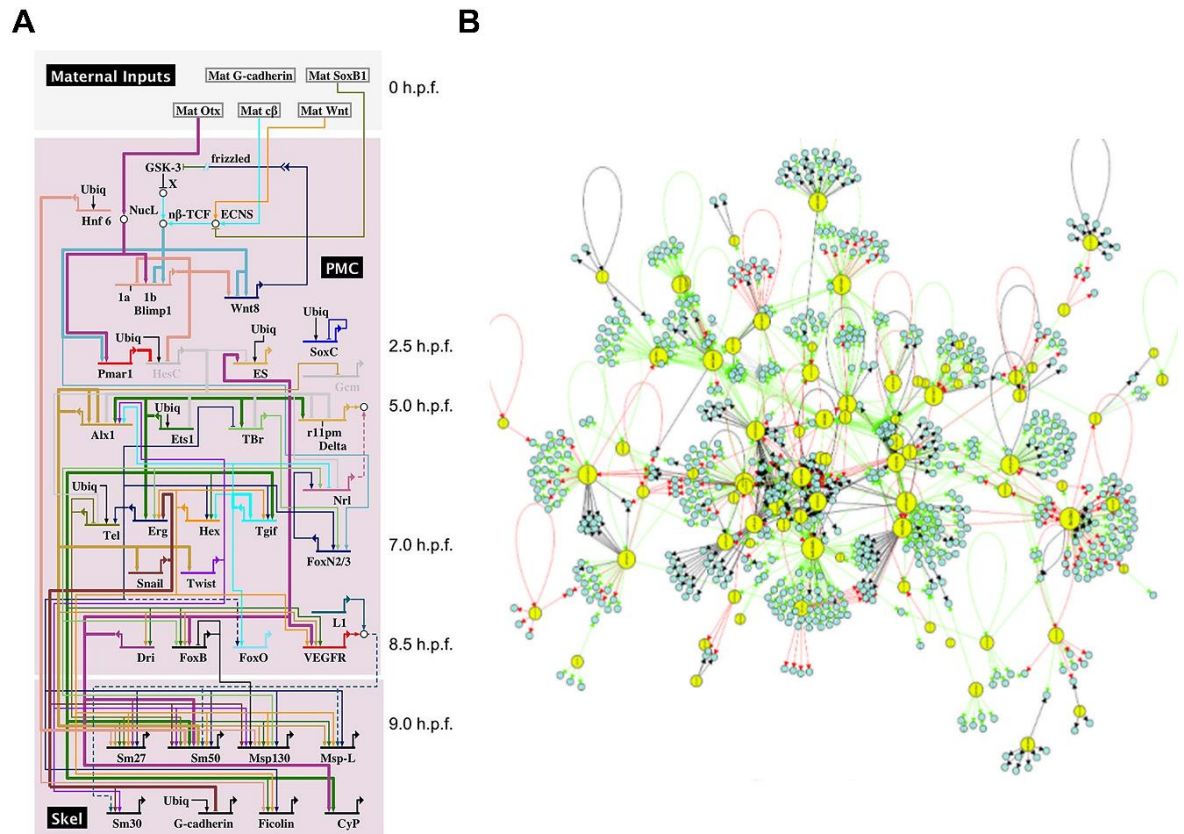 A
B
Maternal Inputs
Mat G-cadherin
Mat SoxB1
0 h.p.f.
Mat Otx
Mat cβ
Mat Wnt
GSK-3
frizzled
X
Ubiq
Hnf 6
NucL
nβ-TCF
ECNS
PMC
1a
1b
Blimp1
Wnt8
Ubiq
Ubiq
Ubiq
SoxC
2.5 h.p.f.
Pmar1
HesC
ES
Gcm
5.0 h.p.f.
Ubiq
Alx1
Ets1
TBr
r11pm
Delta
Nrl
Ubiq
Tel
Erg
Hex
Tgif
FoxN2/3
7.0 h.p.f.
Snail
Twist
L1
8.5 h.p.f.
Dri
FoxB
FoxO
VEGFR
9.0 h.p.f.
Sm27
Sm50
Msp130
Msp-L
Ubiq
Skel
Sm30
G-cadherin
Ficolin
CyP